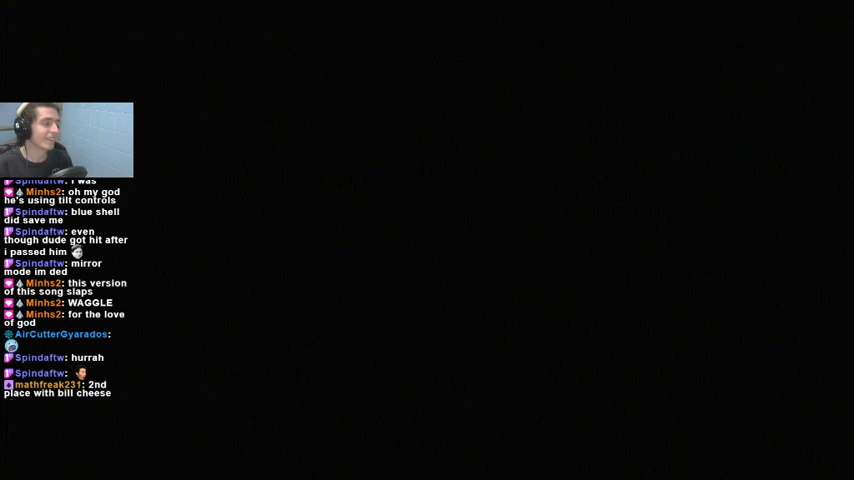 Spindaftw: I was
Minhs2: oh my god
he's using tilt controls
Spindaftw: blue shell
did save me
Spindaftw: even
though dude got hit after
i passed him
Spindaftw: mirror
mode im ded
Minhs2: this version
of this song slaps
Minhs2: WAGGLE
Minhs2: for the love
of god
AirCutterGyarados:
Spindaftw: hurrah
Spindaftw:
mathfreak231: 2nd
place with bill cheese